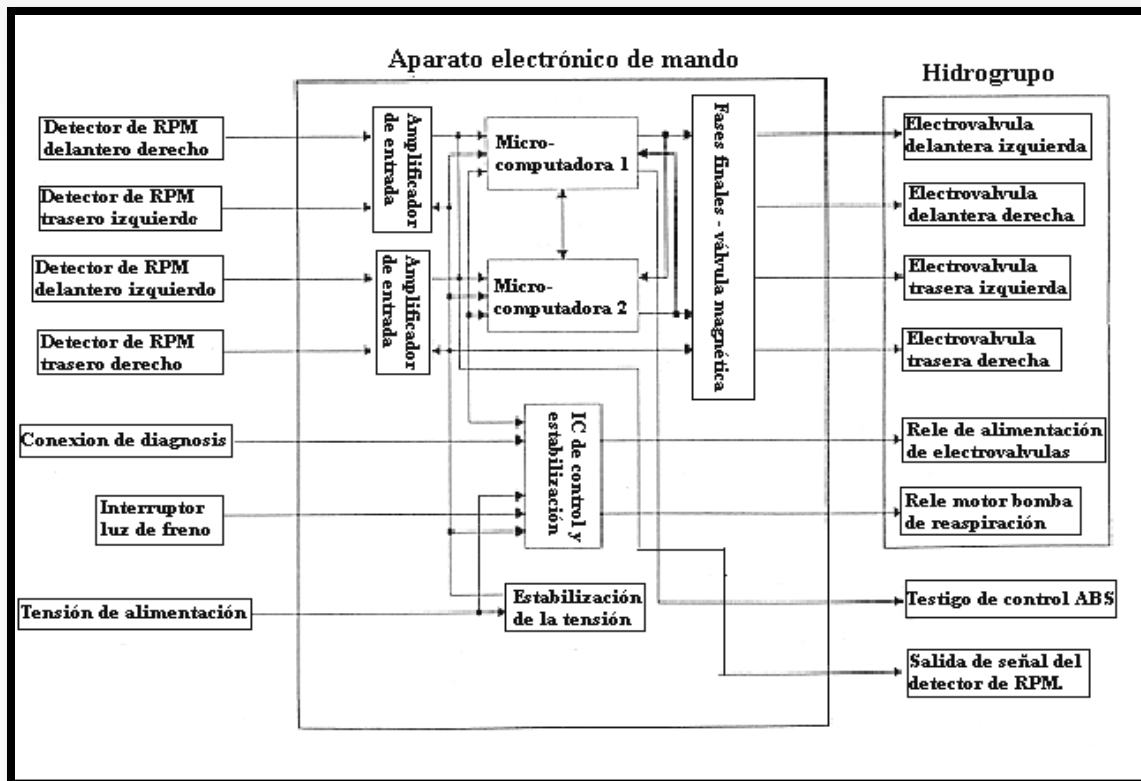 Aparato electrónico de mando
Hidrogrupo
Detector de RPM
delantero derecho
Detector de RPM
trasero izquierdo
Detector de RPM
delantero izquierdo
Detector de RPM
trasero derecho
Conexion de diagnosis
Interruptor
luz de freno
Tensión de alimentación
Amplificador
de entrada
Amplificador
de entrada
Micro-
computadora 1
Micro-
computadora 2
IC de control y
estabilización
Estabilización
de la tensión
Fases finales - válvula magnética
Electrovalvula
delantera izquierda
Electrovalvula
delantera derecha
Electrovalvula
trasera izquierda
Electrovalvula
trasera derecha
Rele de alimentación
de electrovalvulas
Rele motor bomba
de reaspiración
Testigo de control ABS
Salida de señal del
detector de RPM.